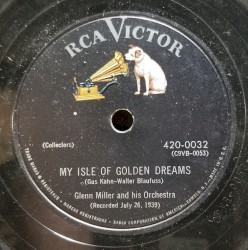 RCA VICTOR
(Collectors)
420-0032
(C9VB-0053)
MY ISLE OF GOLDEN DREAMS
(Gus Kahn-Walter Blaufuss)
Glenn Miller and his Orchestra
(Recorded July 26, 1939)